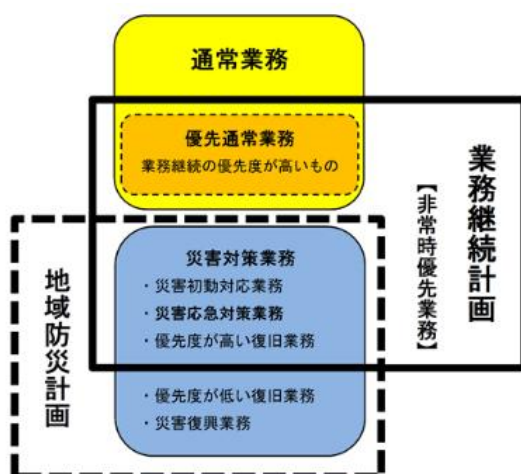 通常業務
優先通常業務
業務継続の優先度が高いもの
災害対策業務
・災害初動対応業務
・災害応急対策業務
・優先度が高い復旧業務
・優先度が低い復旧業務
・災害復興業務
地域防災計画
業務継続計画
【非常時優先業務】